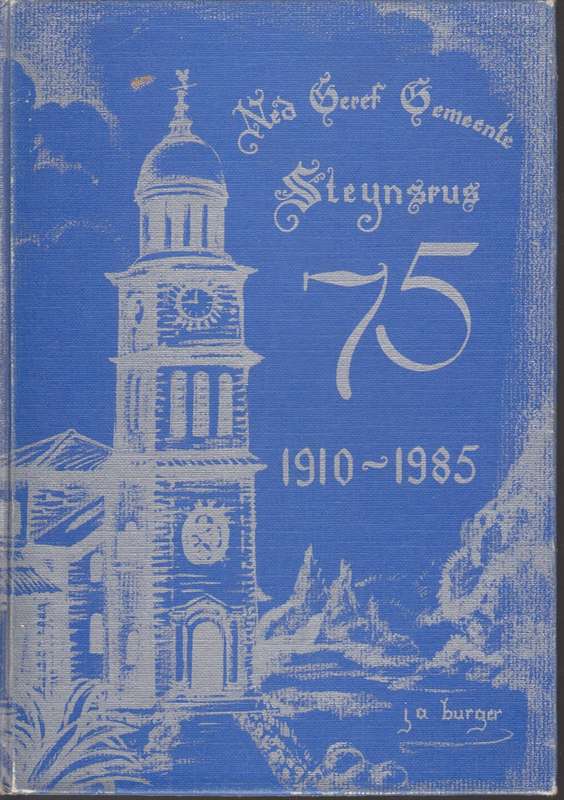 Ned Geref Gemeente
Steynsrus
75
1910~1985
j a burger